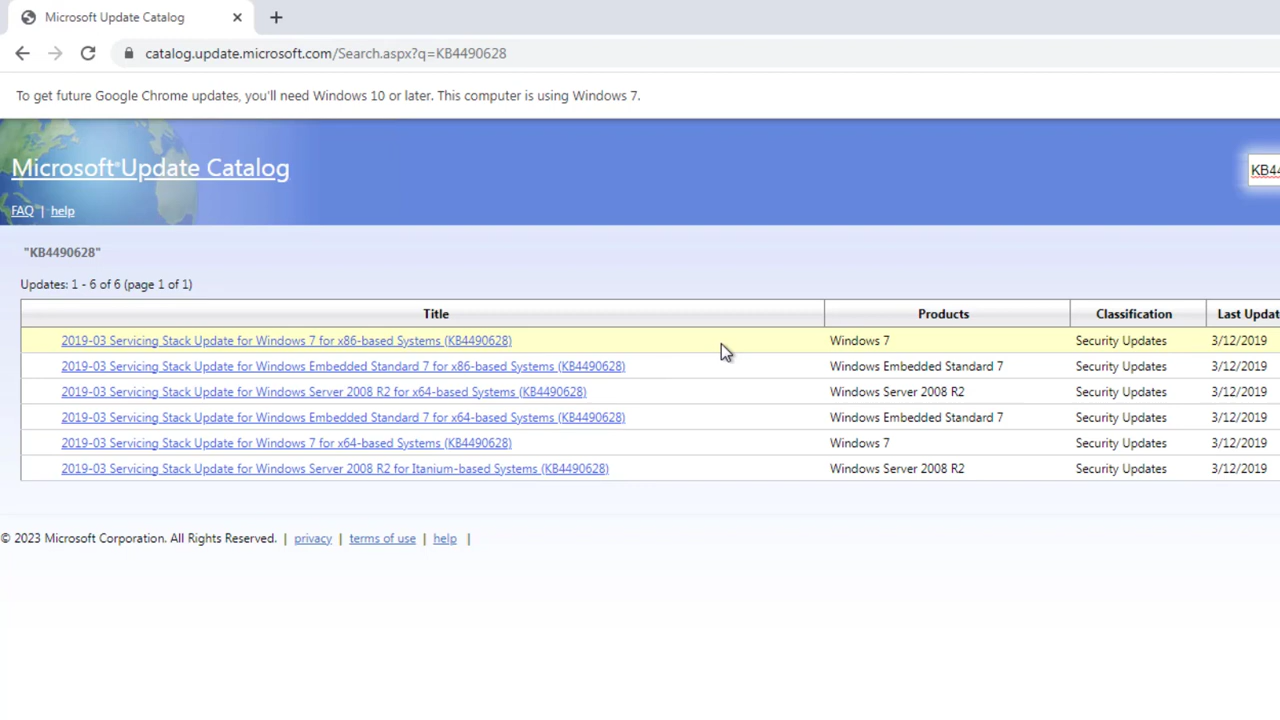 Microsoft Update Catalog
catalog.update.microsoft.com/Search.aspx?q=KB4490628
To get future Google Chrome updates, you'll need Windows 10 or later. This computer is using Windows 7.
Microsoft®Update Catalog
KB44
FAQ | help
"KB4490628"
Updates: 1 - 6 of 6 (page 1 of 1)
Title Products Classification Last Updat
2019-03 Servicing Stack Update for Windows 7 for x86-based Systems (KB4490628) Windows 7 Security Updates 3/12/2019
2019-03 Servicing Stack Update for Windows Embedded Standard 7 for x86-based Systems (KB4490628) Windows Embedded Standard 7 Security Updates 3/12/2019
2019-03 Servicing Stack Update for Windows Server 2008 R2 for x64-based Systems (KB4490628) Windows Server 2008 R2 Security Updates 3/12/2019
2019-03 Servicing Stack Update for Windows Embedded Standard 7 for x64-based Systems (KB4490628) Windows Embedded Standard 7 Security Updates 3/12/2019
2019-03 Servicing Stack Update for Windows 7 for x64-based Systems (KB4490628) Windows 7 Security Updates 3/12/2019
2019-03 Servicing Stack Update for Windows Server 2008 R2 for Itanium-based Systems (KB4490628) Windows Server 2008 R2 Security Updates 3/12/2019
© 2023 Microsoft Corporation. All Rights Reserved. | privacy | terms of use | help |